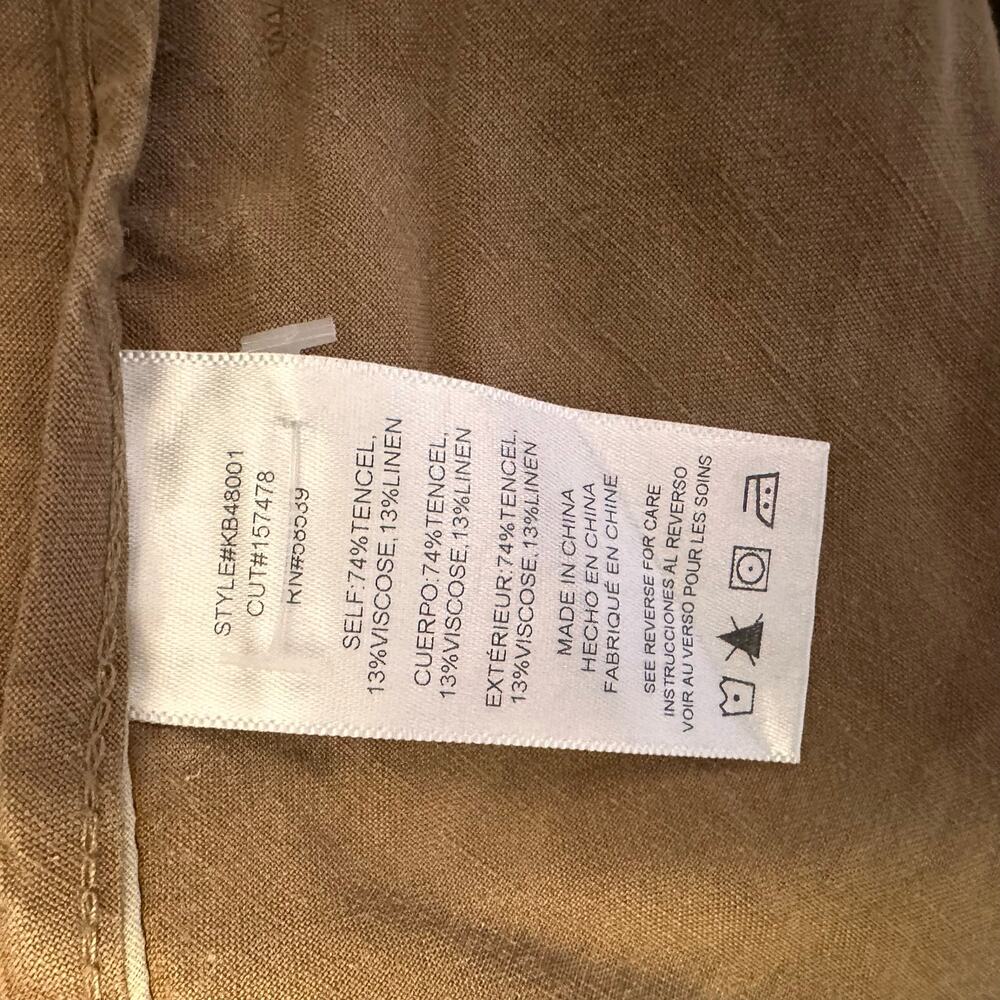 STYLE#KB48001
CUT#157478
SELF:74%TENCEL,
13%VISCOSE,13%LINEN
CUERPO:74%TENCEL,
13%VISCOSE,13%LINEN
EXTÉRIEUR:74%TENCEL,
13%VISCOSE,13%LINEN
MADE IN CHINA
HECHO EN CHINA
FABRIQUÉ EN CHINE
SEE REVERSE FOR CARE
INSTRUCCIONES AL REVERSO
VOIR AU VERSO POUR LES SOINS